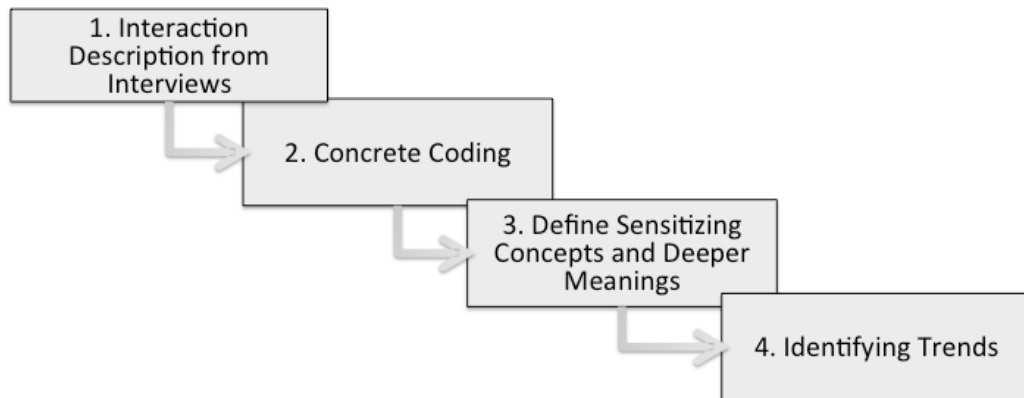 1. Interaction
Description from
Interviews
2. Concrete Coding
3. Define Sensitizing
Concepts and Deeper
Meanings
4. Identifying Trends